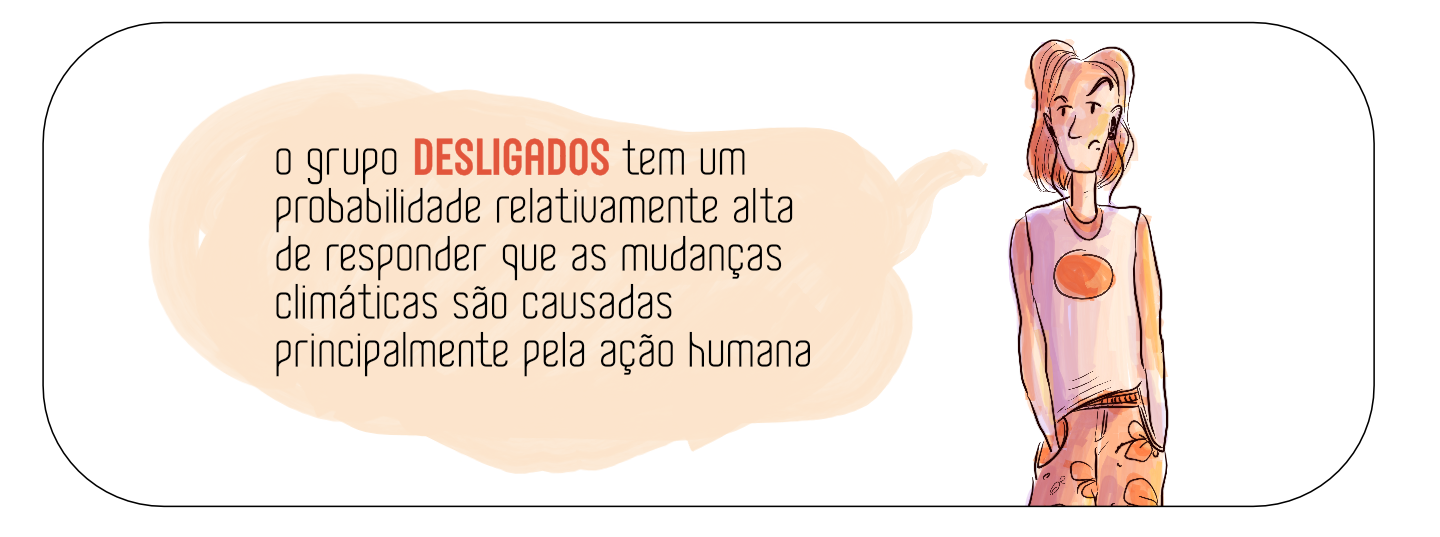 o grupo DESLIGADOS tem um
probabilidade relativamente alta
de responder que as mudanças
climáticas são causadas
principalmente pela ação humana